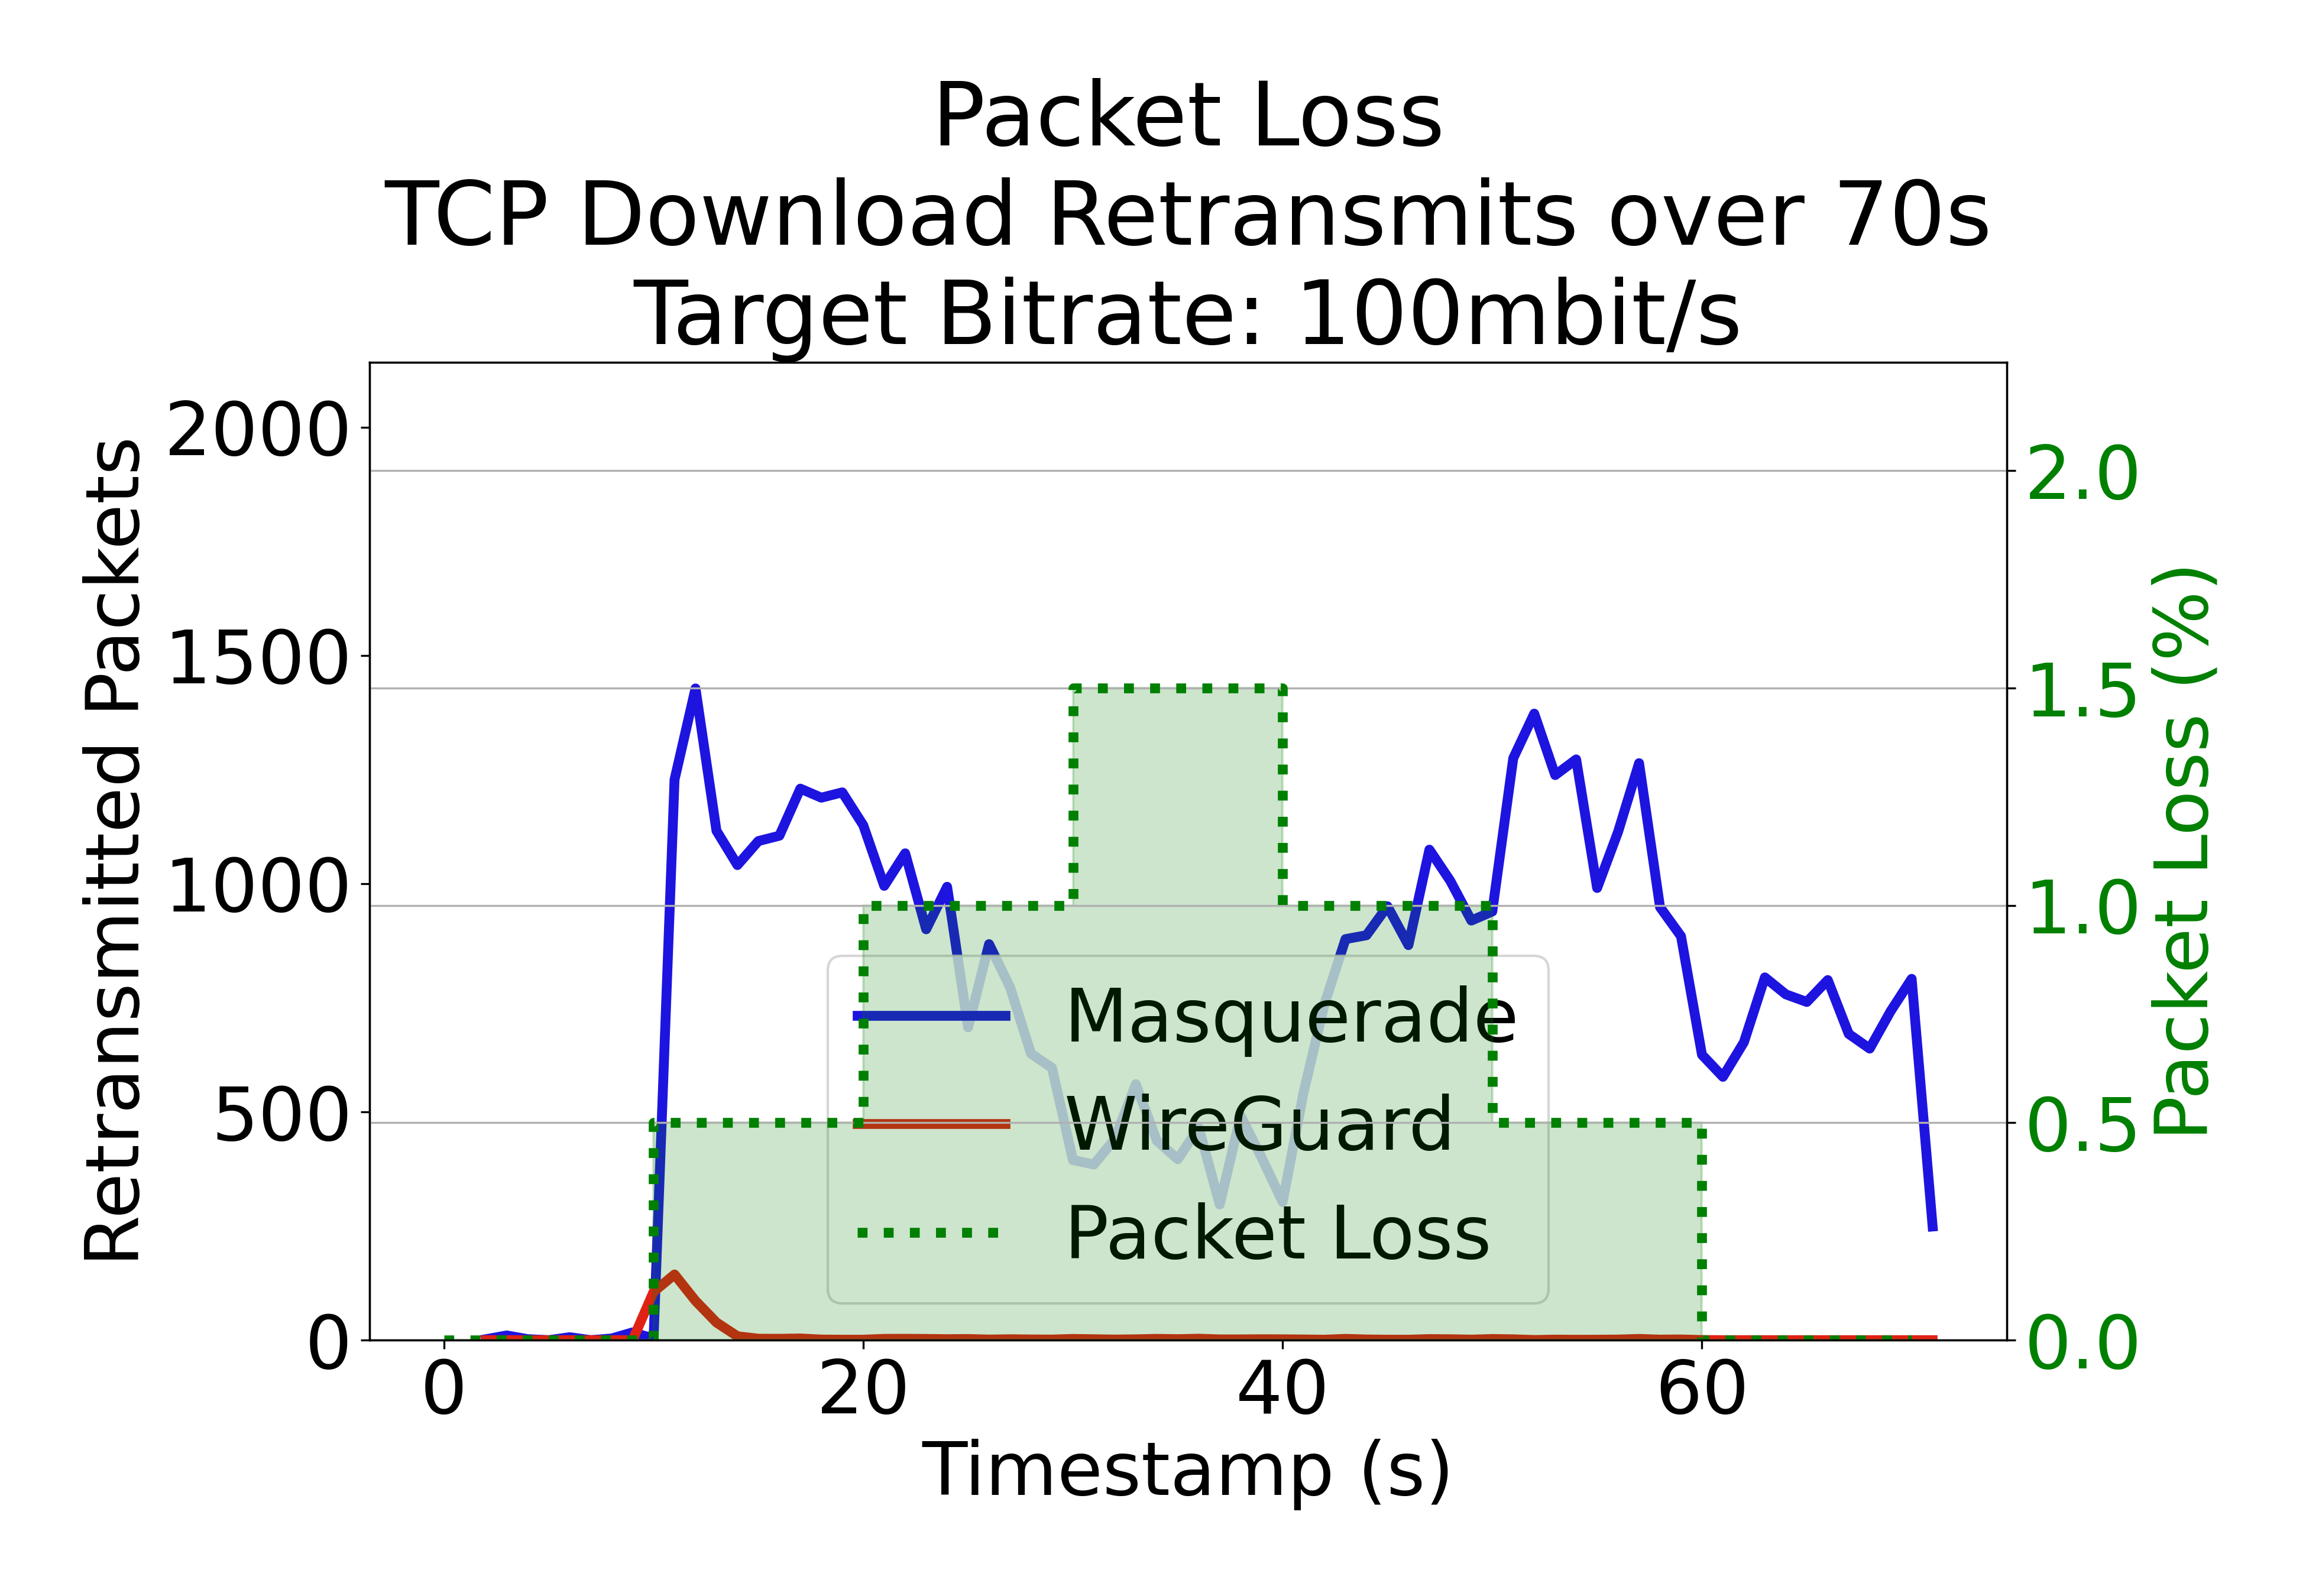 Packet Loss
TCP Download Retransmits over 70s
Target Bitrate: 100mbit/s
Retransmitted Packets
2000
1500
1000
500
0
2.0
1.5
1.0
0.5
0.0
Packet Loss (%)
Masquerade
WireGuard
Packet Loss
0 20 40 60
Timestamp (s)